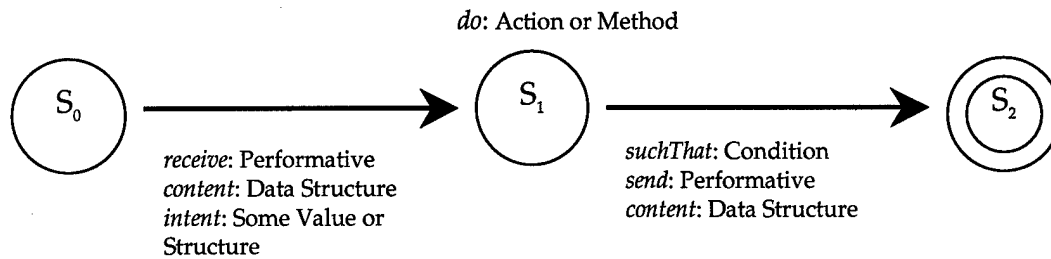 do: Action or Method
S0
S1
S2
receive: Performative
content: Data Structure
intent: Some Value or
Structure
suchThat: Condition
send: Performative
content: Data Structure